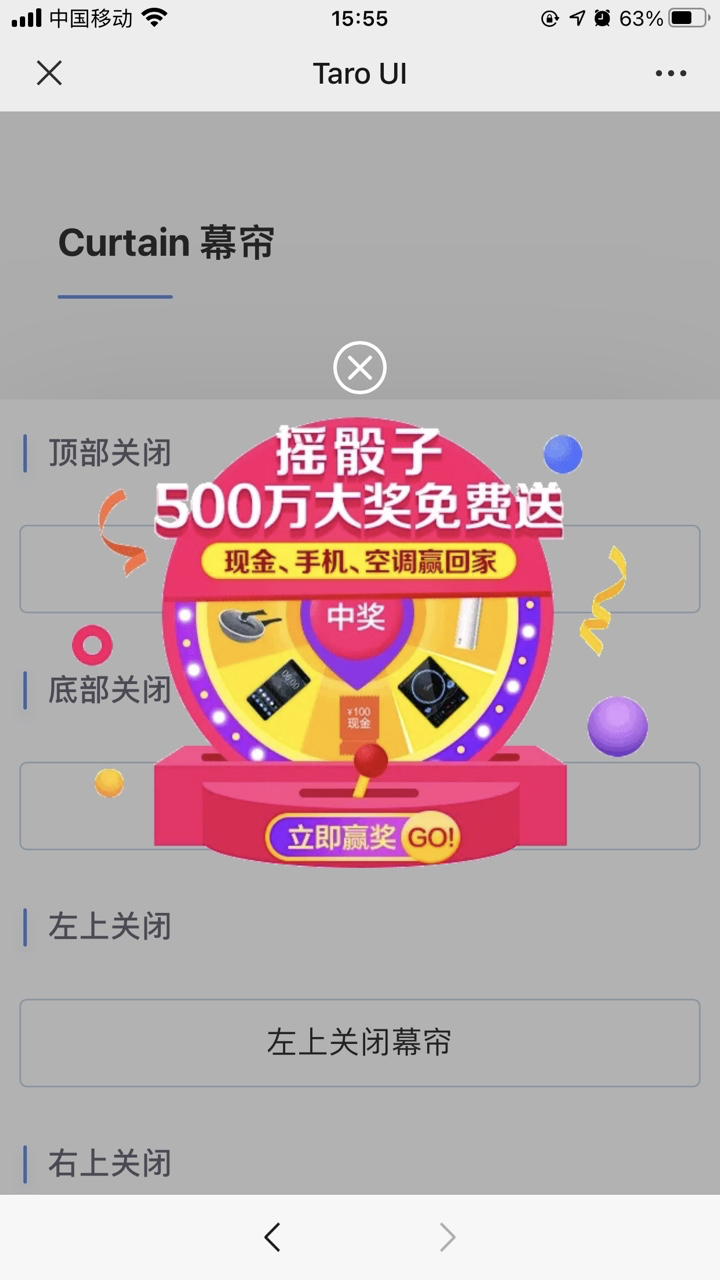 中国移动
15:55
63%
Taro UI
Curtain 幕帘
顶部关闭
摇骰子
500万大奖免费送
现金、手机、空调赢回家
中奖
06:00
¥100
现金
底部关闭
立即赢奖 GO!
左上关闭
左上关闭幕帘
右上关闭